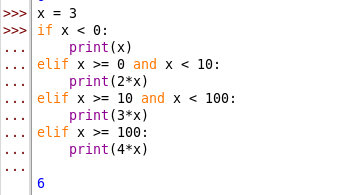 >>> x = 3
>>> if x < 0:
...     print(x)
... elif x >= 0 and x < 10:
...     print(2*x)
... elif x >= 10 and x < 100:
...     print(3*x)
... elif x >= 100:
...     print(4*x)
...
6